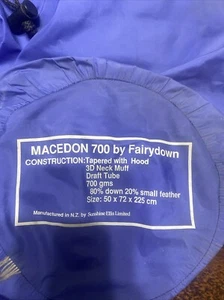 MACEDON 700 by Fairydown
CONSTRUCTION:Tapered with Hood
3D Neck Muff
Draft Tube
700 gms
80% down 20% small feather
Size: 50 x 72 x 225 cm
Manufactured in N.Z. by Sunshine Ellis Limited